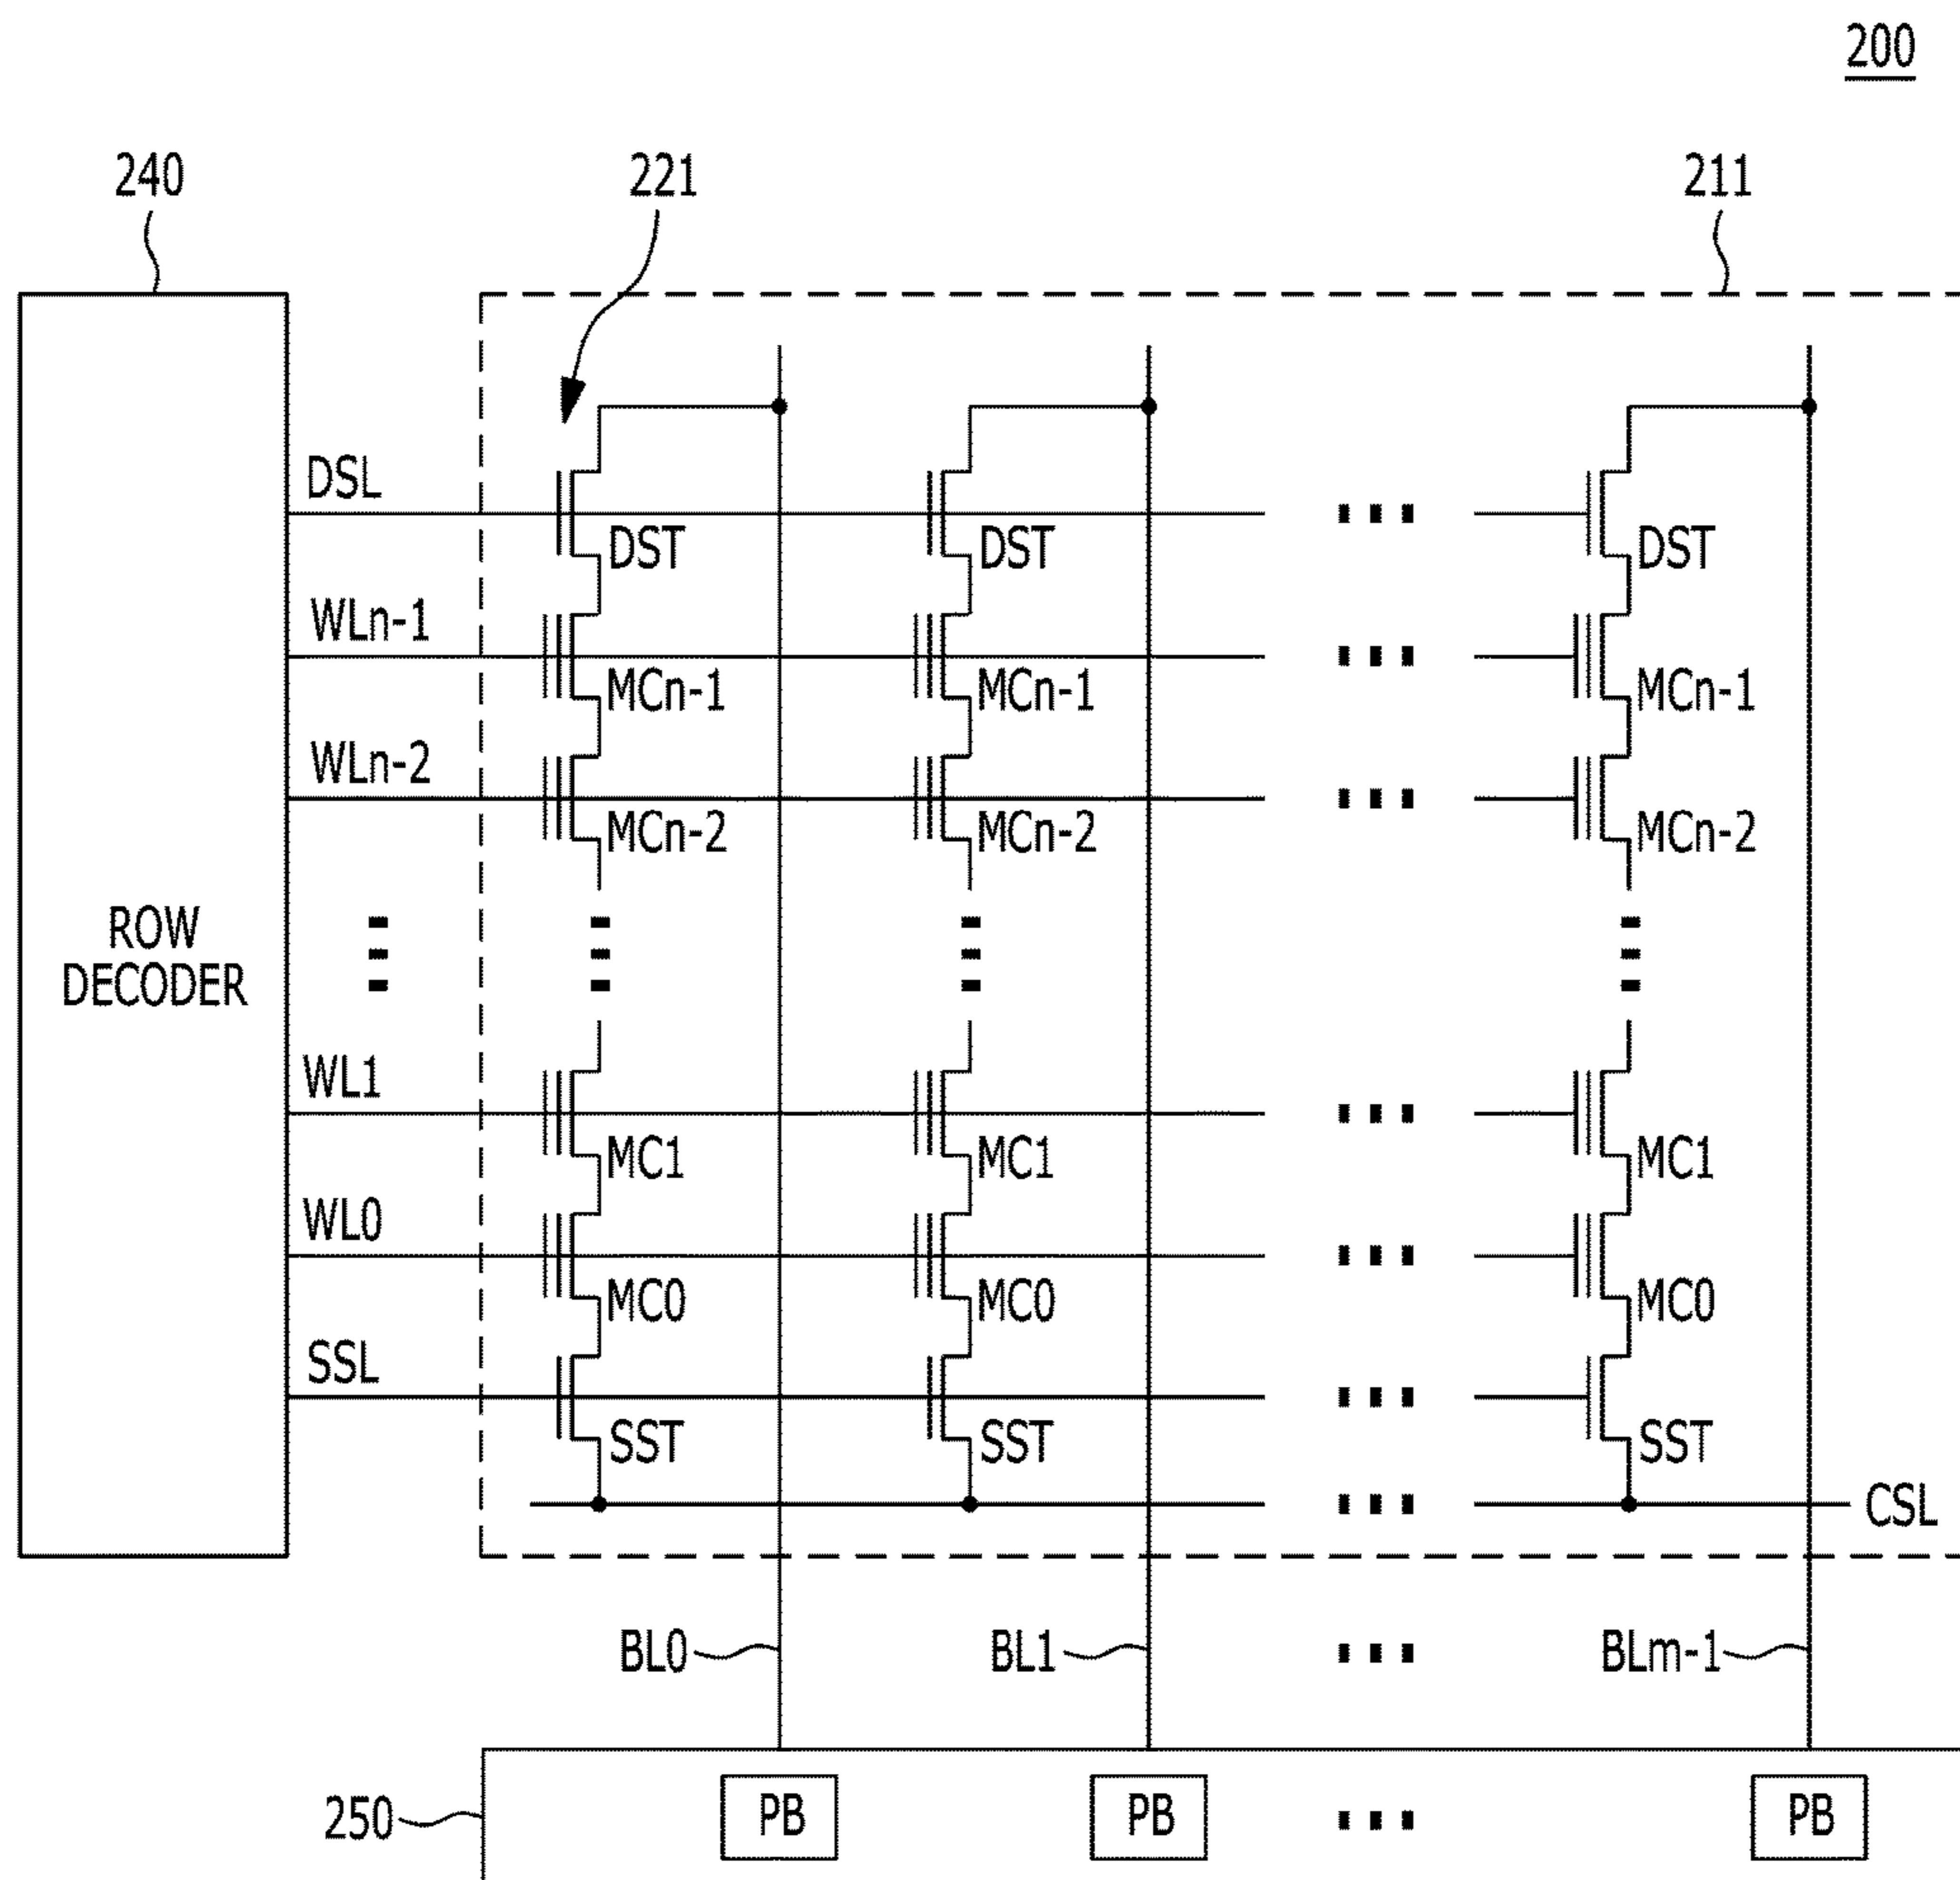 200
240 221 211
DSL
DST DST DST
WLn-1
MCn-1 MCn-1 MCn-1
WLn-2
MCn-2 MCn-2 MCn-2
ROW
DECODER
WL1
MC1 MC1 MC1
WL0
MC0 MC0 MC0
SSL
SST SST SST
CSL
BL0 BL1 BLm-1
250 PB PB PB